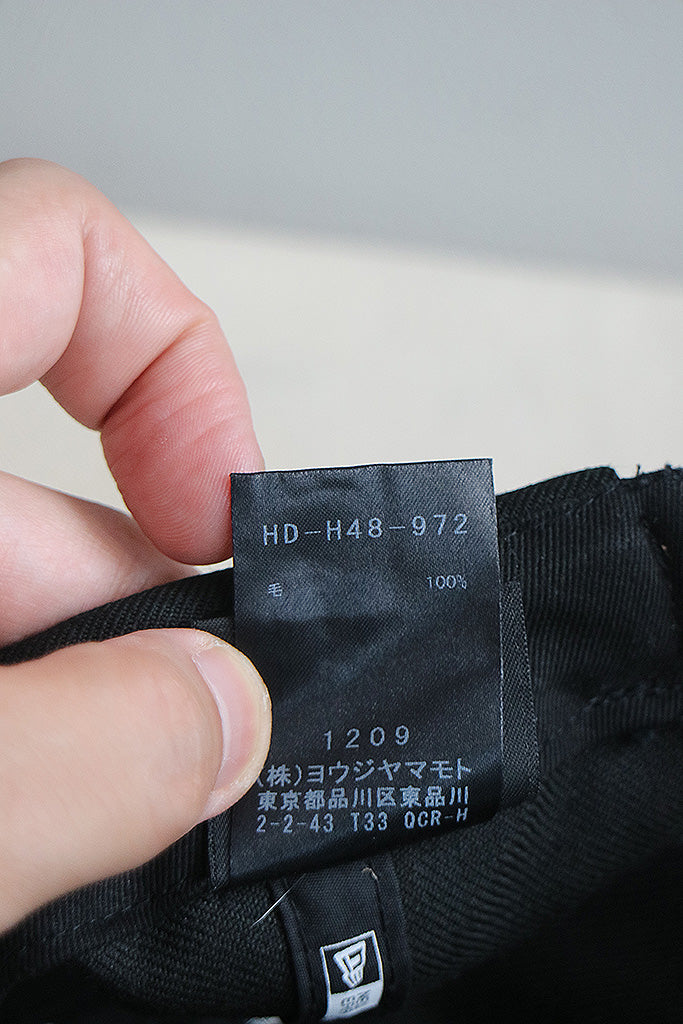 HD-H48-972
毛 100%
1209
(株)ヨウジヤマモト
東京都品川区東品川
2-2-43 T33 QCR-H